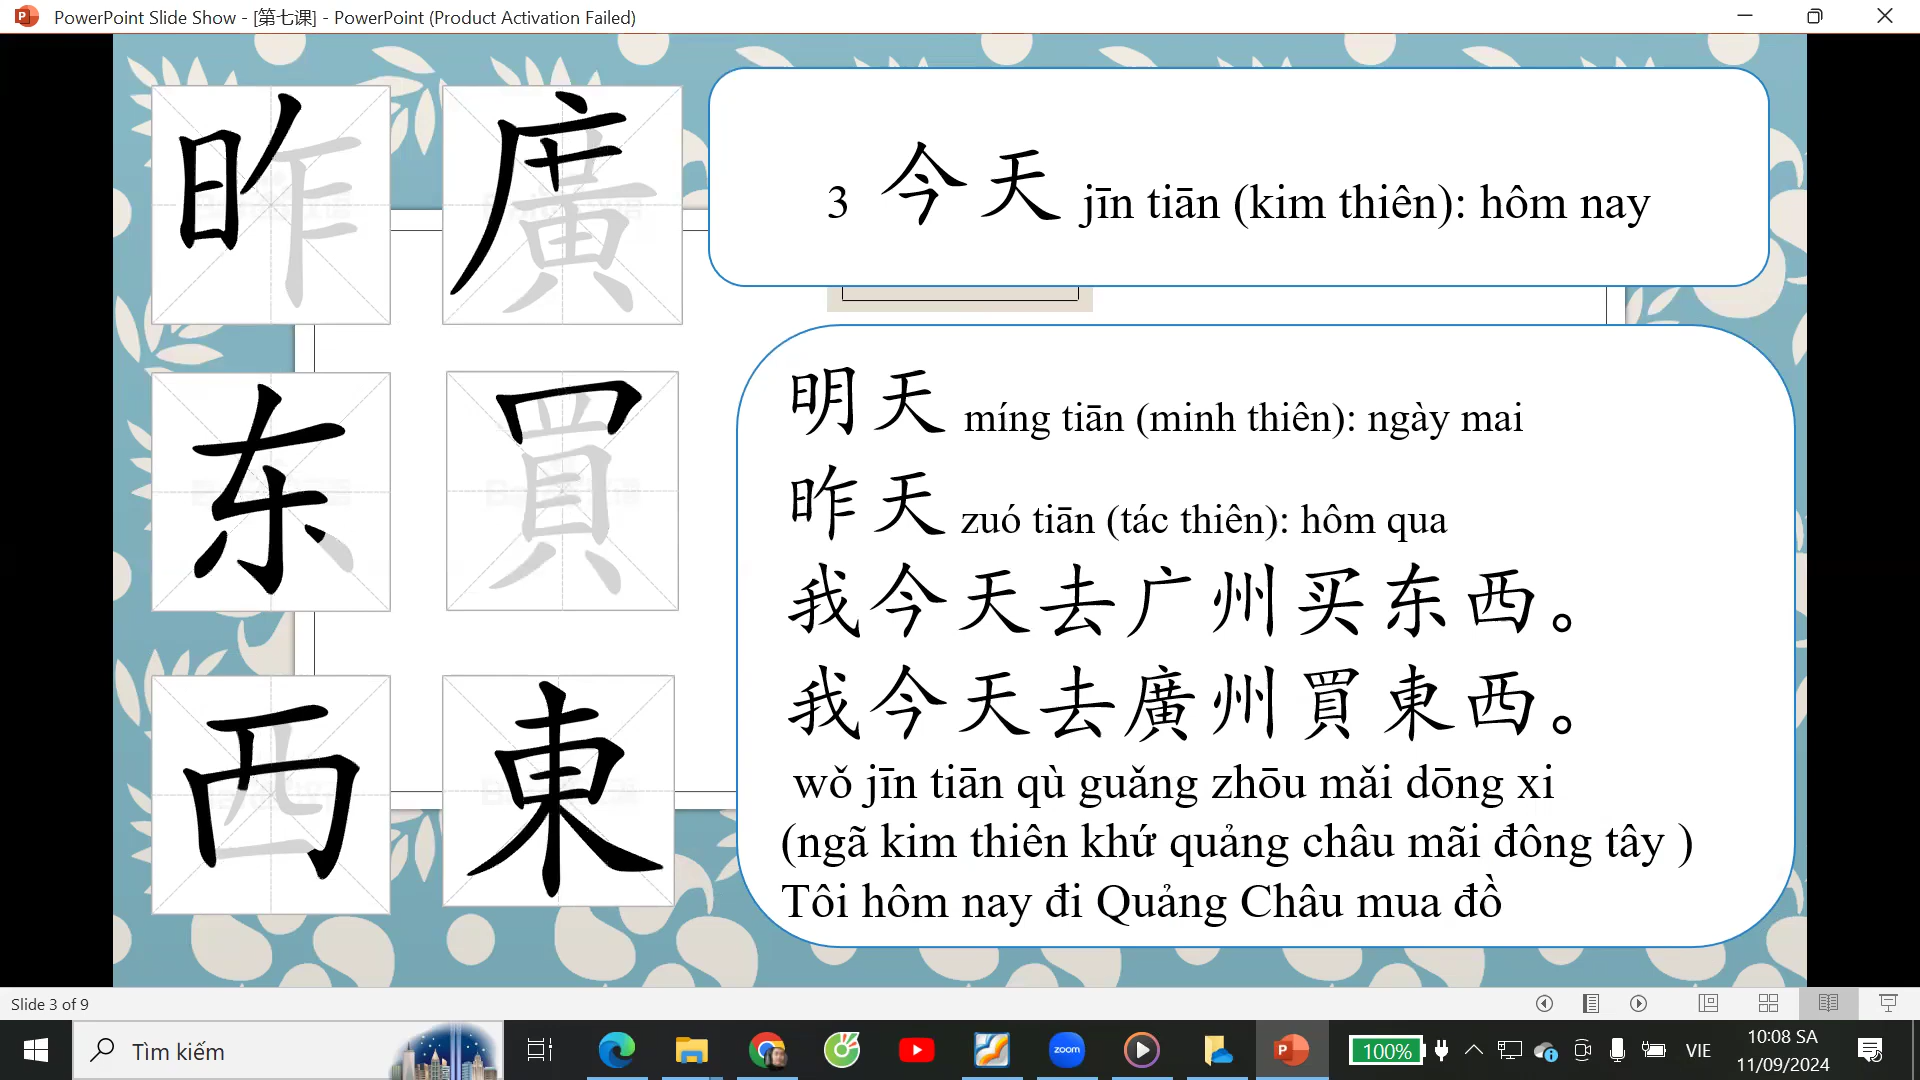 PowerPoint Slide Show - [第七课] - PowerPoint (Product Activation Failed)
昨
廣
东
買
西
東
3 今天 jīn tiān (kim thiên): hôm nay
明天 míng tiān (minh thiên): ngày mai
昨天 zuó tiān (tác thiên): hôm qua
我今天去广州买东西。
我今天去廣州買東西。
wǒ jīn tiān qù guǎng zhōu mǎi dōng xi
(ngã kim thiên khứ quảng châu mãi đông tây )
Tôi hôm nay đi Quảng Châu mua đồ
Slide 3 of 9
Tìm kiếm
zoom
100%
VIE
10:08 SA
11/09/2024